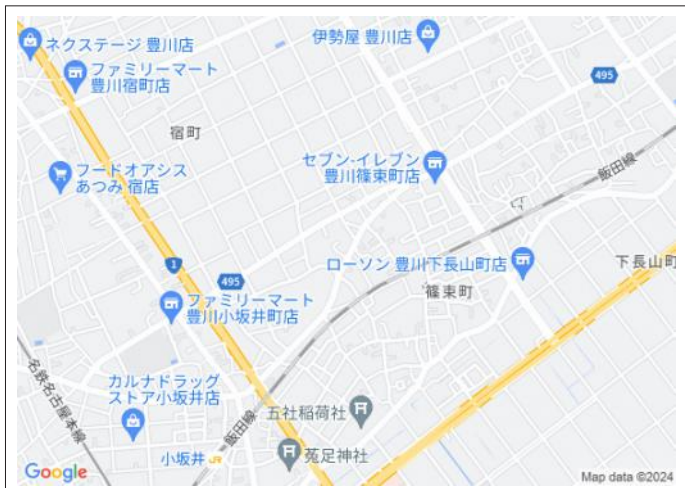 ネクステージ 豊川店
伊勢屋 豊川店
ファミリーマート
豊川宿町店
495
宿町
フードオアシス
あつみ 宿店
セブン-イレブン
豊川篠束町店
飯田線
1
495
ローソン 豊川下長山町店
下長山町
篠束町
ファミリーマート
豊川小坂井町店
名鉄名古屋本線
カルナドラッグ
ストア小坂井店
飯田線
五社稲荷社
小坂井
JR
菟足神社
Google
Map data ©2024